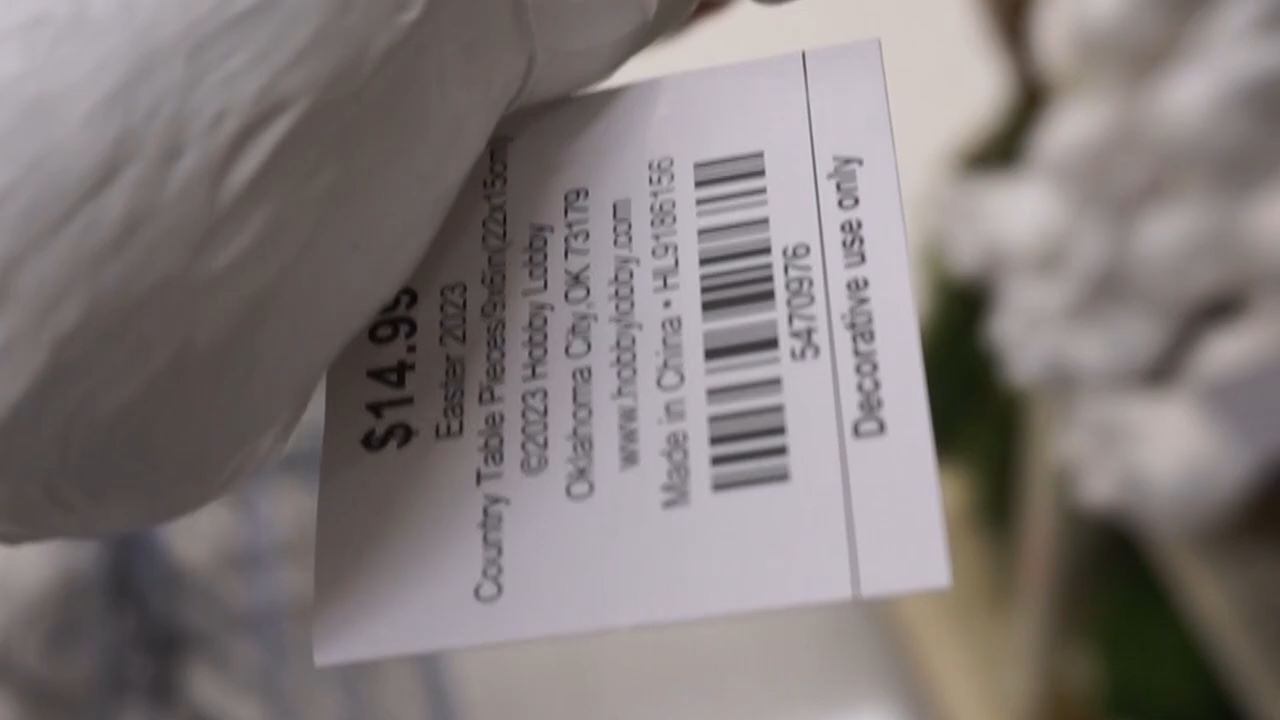 $14.99
Easter 2023
Country Table Pieces/9x6in(22x15cm)
©2023 Hobby Lobby
Oklahoma City,OK 73179
www.hobbylobby.com
Made in China • HL9186156
5470976
Decorative use only